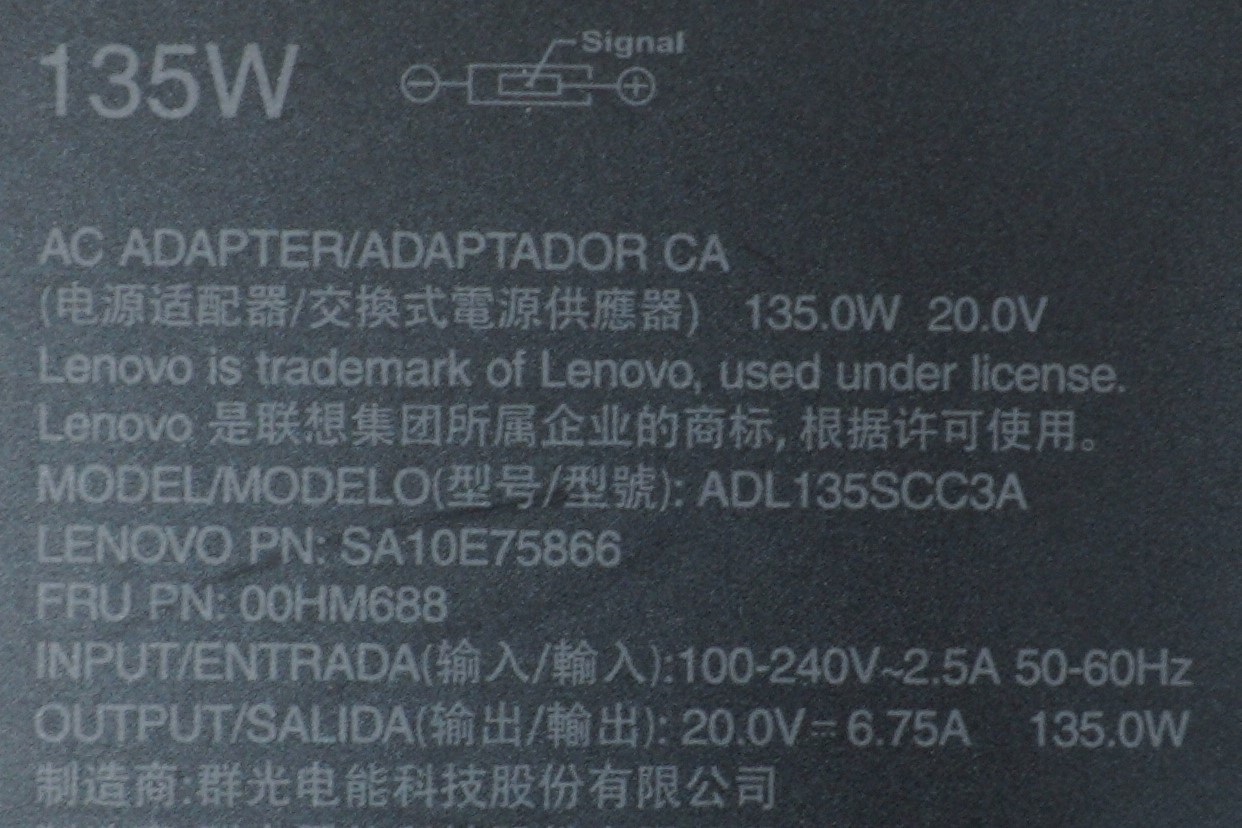 135W
Signal
AC ADAPTER/ADAPTADOR CA
(电源适配器/交換式電源供應器) 135.0W 20.0V
Lenovo is trademark of Lenovo, used under license.
Lenovo 是联想集团所属企业的商标, 根据许可使用。
MODEL/MODELO(型号/型號): ADL135SCC3A
LENOVO PN: SA10E75866
FRU PN: 00HM688
INPUT/ENTRADA(输入/輸入):100-240V~2.5A 50-60Hz
OUTPUT/SALIDA(输出/輸出): 20.0V⎓6.75A 135.0W
制造商:群光电能科技股份有限公司